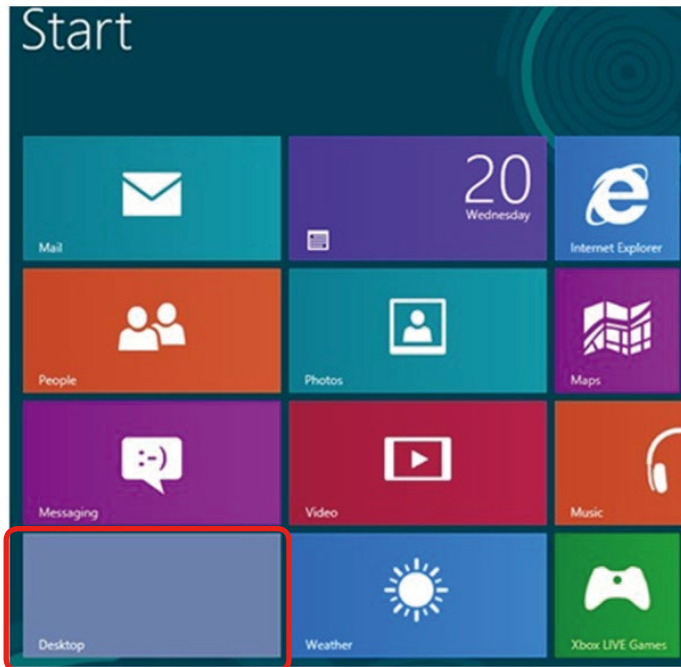 Start
Mail
20
Wednesday
Internet Explorer
People
Photos
Maps
:-)
Messaging
Video
Music
Desktop
Weather
Xbox LIVE Games